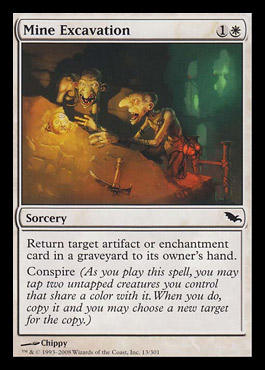 Mine Excavation 1
Sorcery
Return target artifact or enchantment
card in a graveyard to its owner's hand.
Conspire (As you play this spell, you may
tap two untapped creatures you control
that share a color with it. When you do,
copy it and you may choose a new target
for the copy.)
Chippy
™ & © 1993-2008 Wizards of the Coast, Inc. 13/301